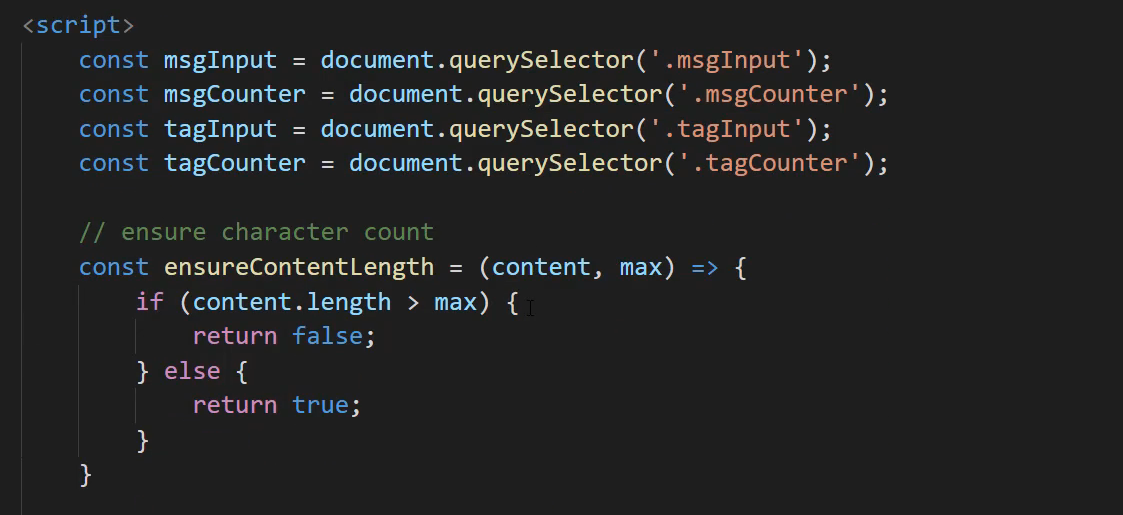 <script>
const msgInput = document.querySelector('.msgInput');
const msgCounter = document.querySelector('.msgCounter');
const tagInput = document.querySelector('.tagInput');
const tagCounter = document.querySelector('.tagCounter');
// ensure character count
const ensureContentLength = (content, max) => {
if (content.length > max) {
return false;
} else {
return true;
}
}